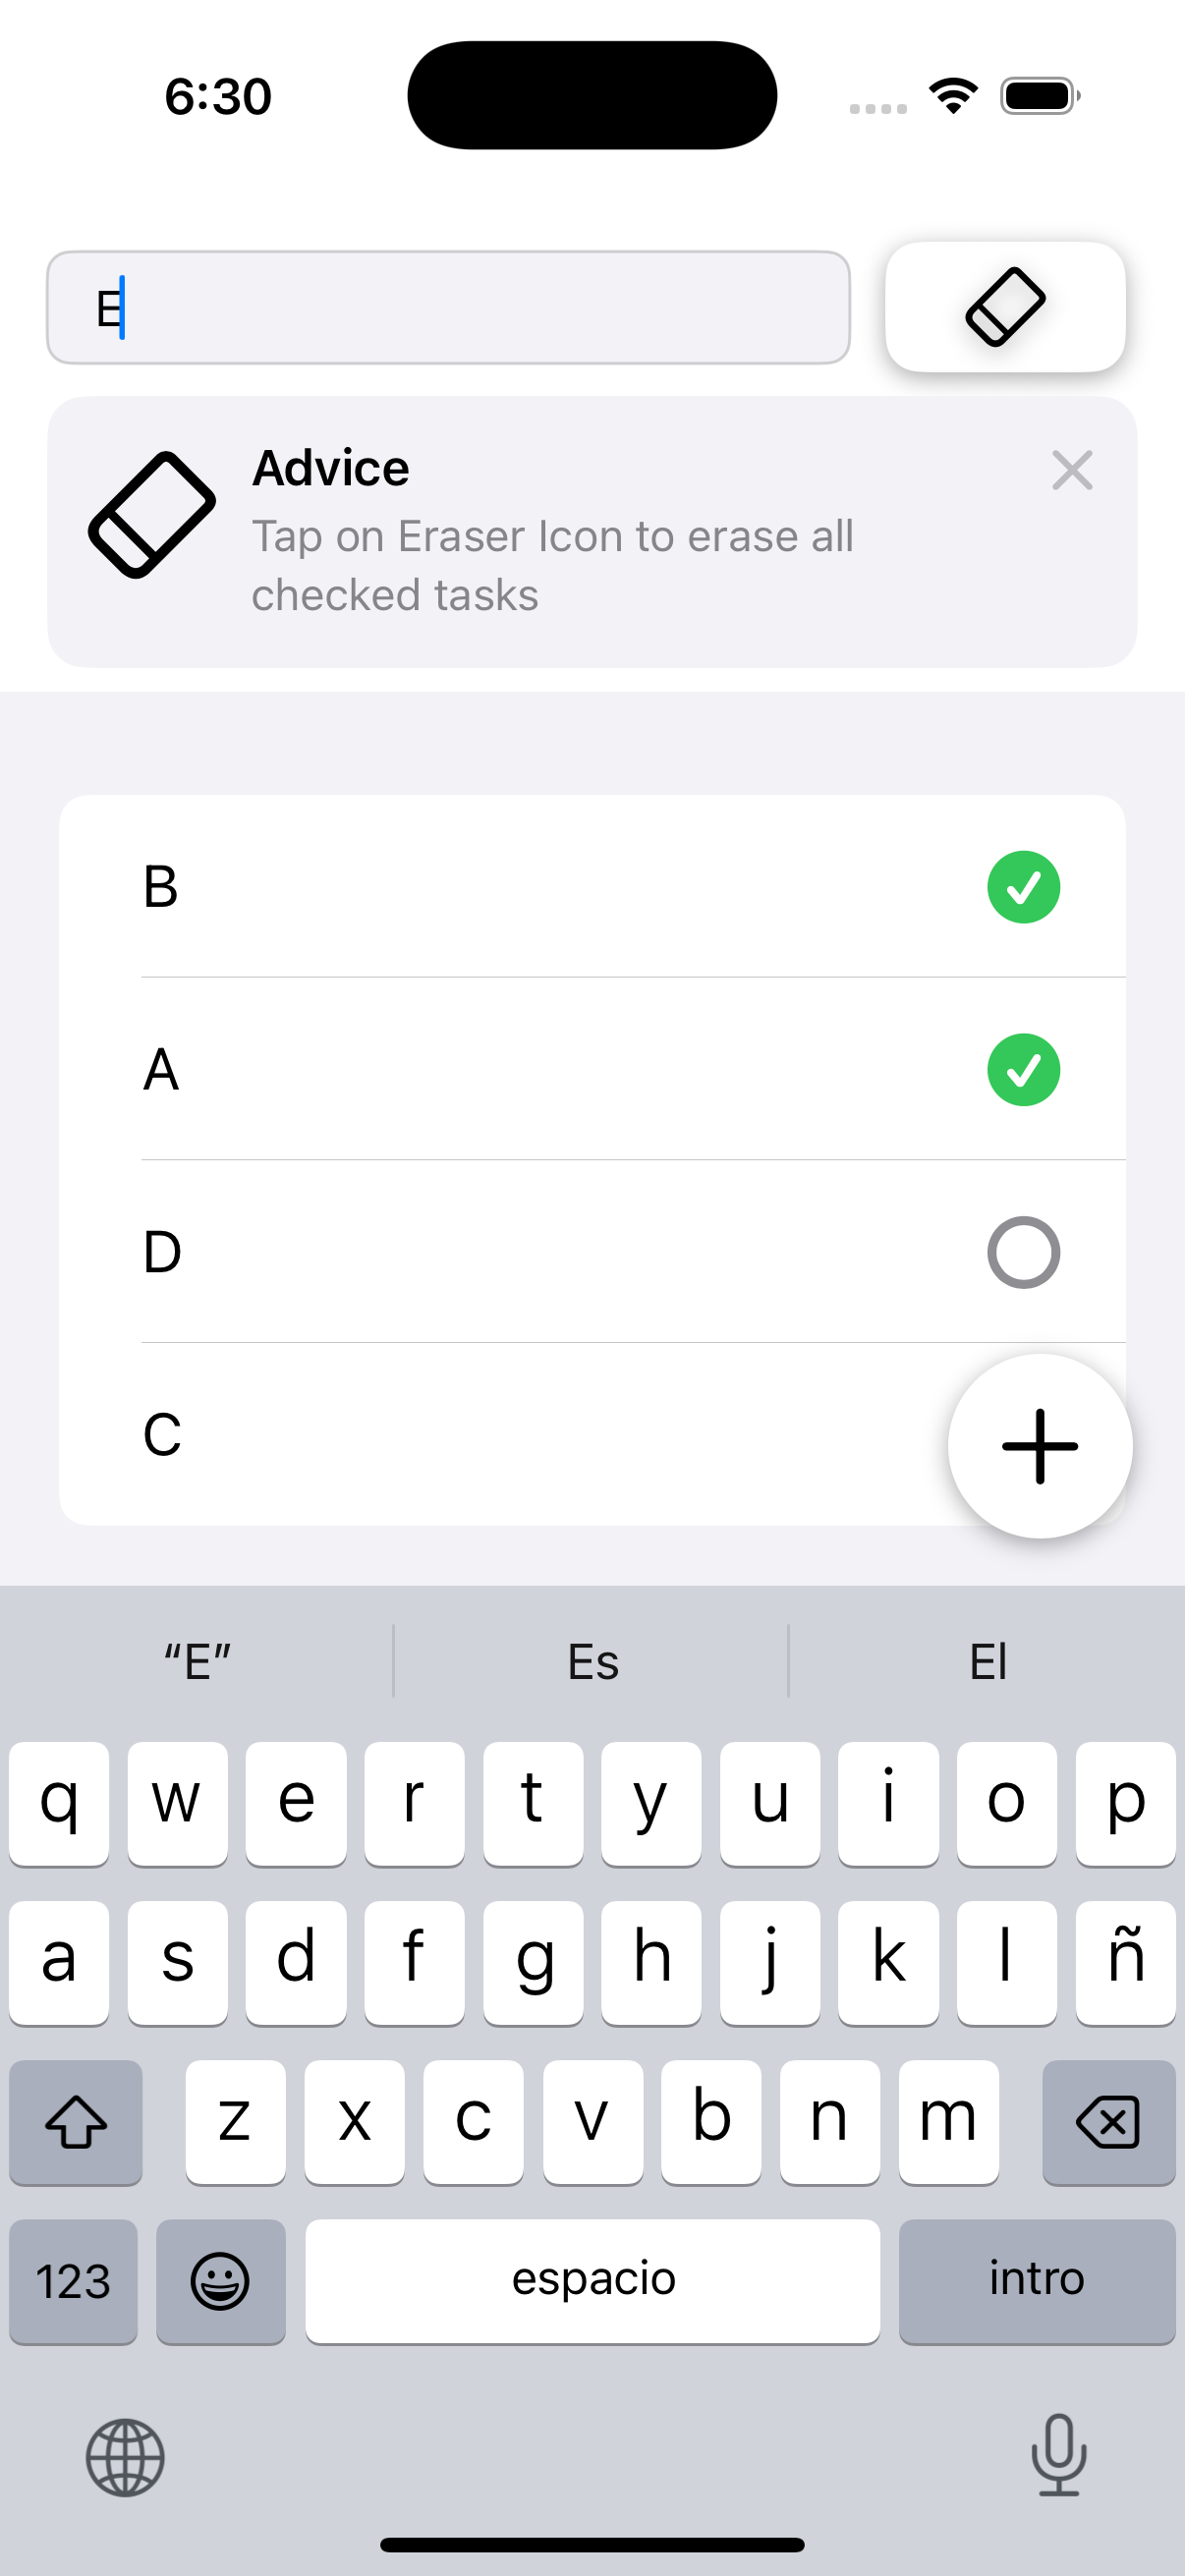 6:30
E
Advice
Tap on Eraser Icon to erase all
checked tasks
B
A
D
C
“E” Es El
q w e r t y u i o p
a s d f g h j k l ñ
z x c v b n m
123 espacio intro